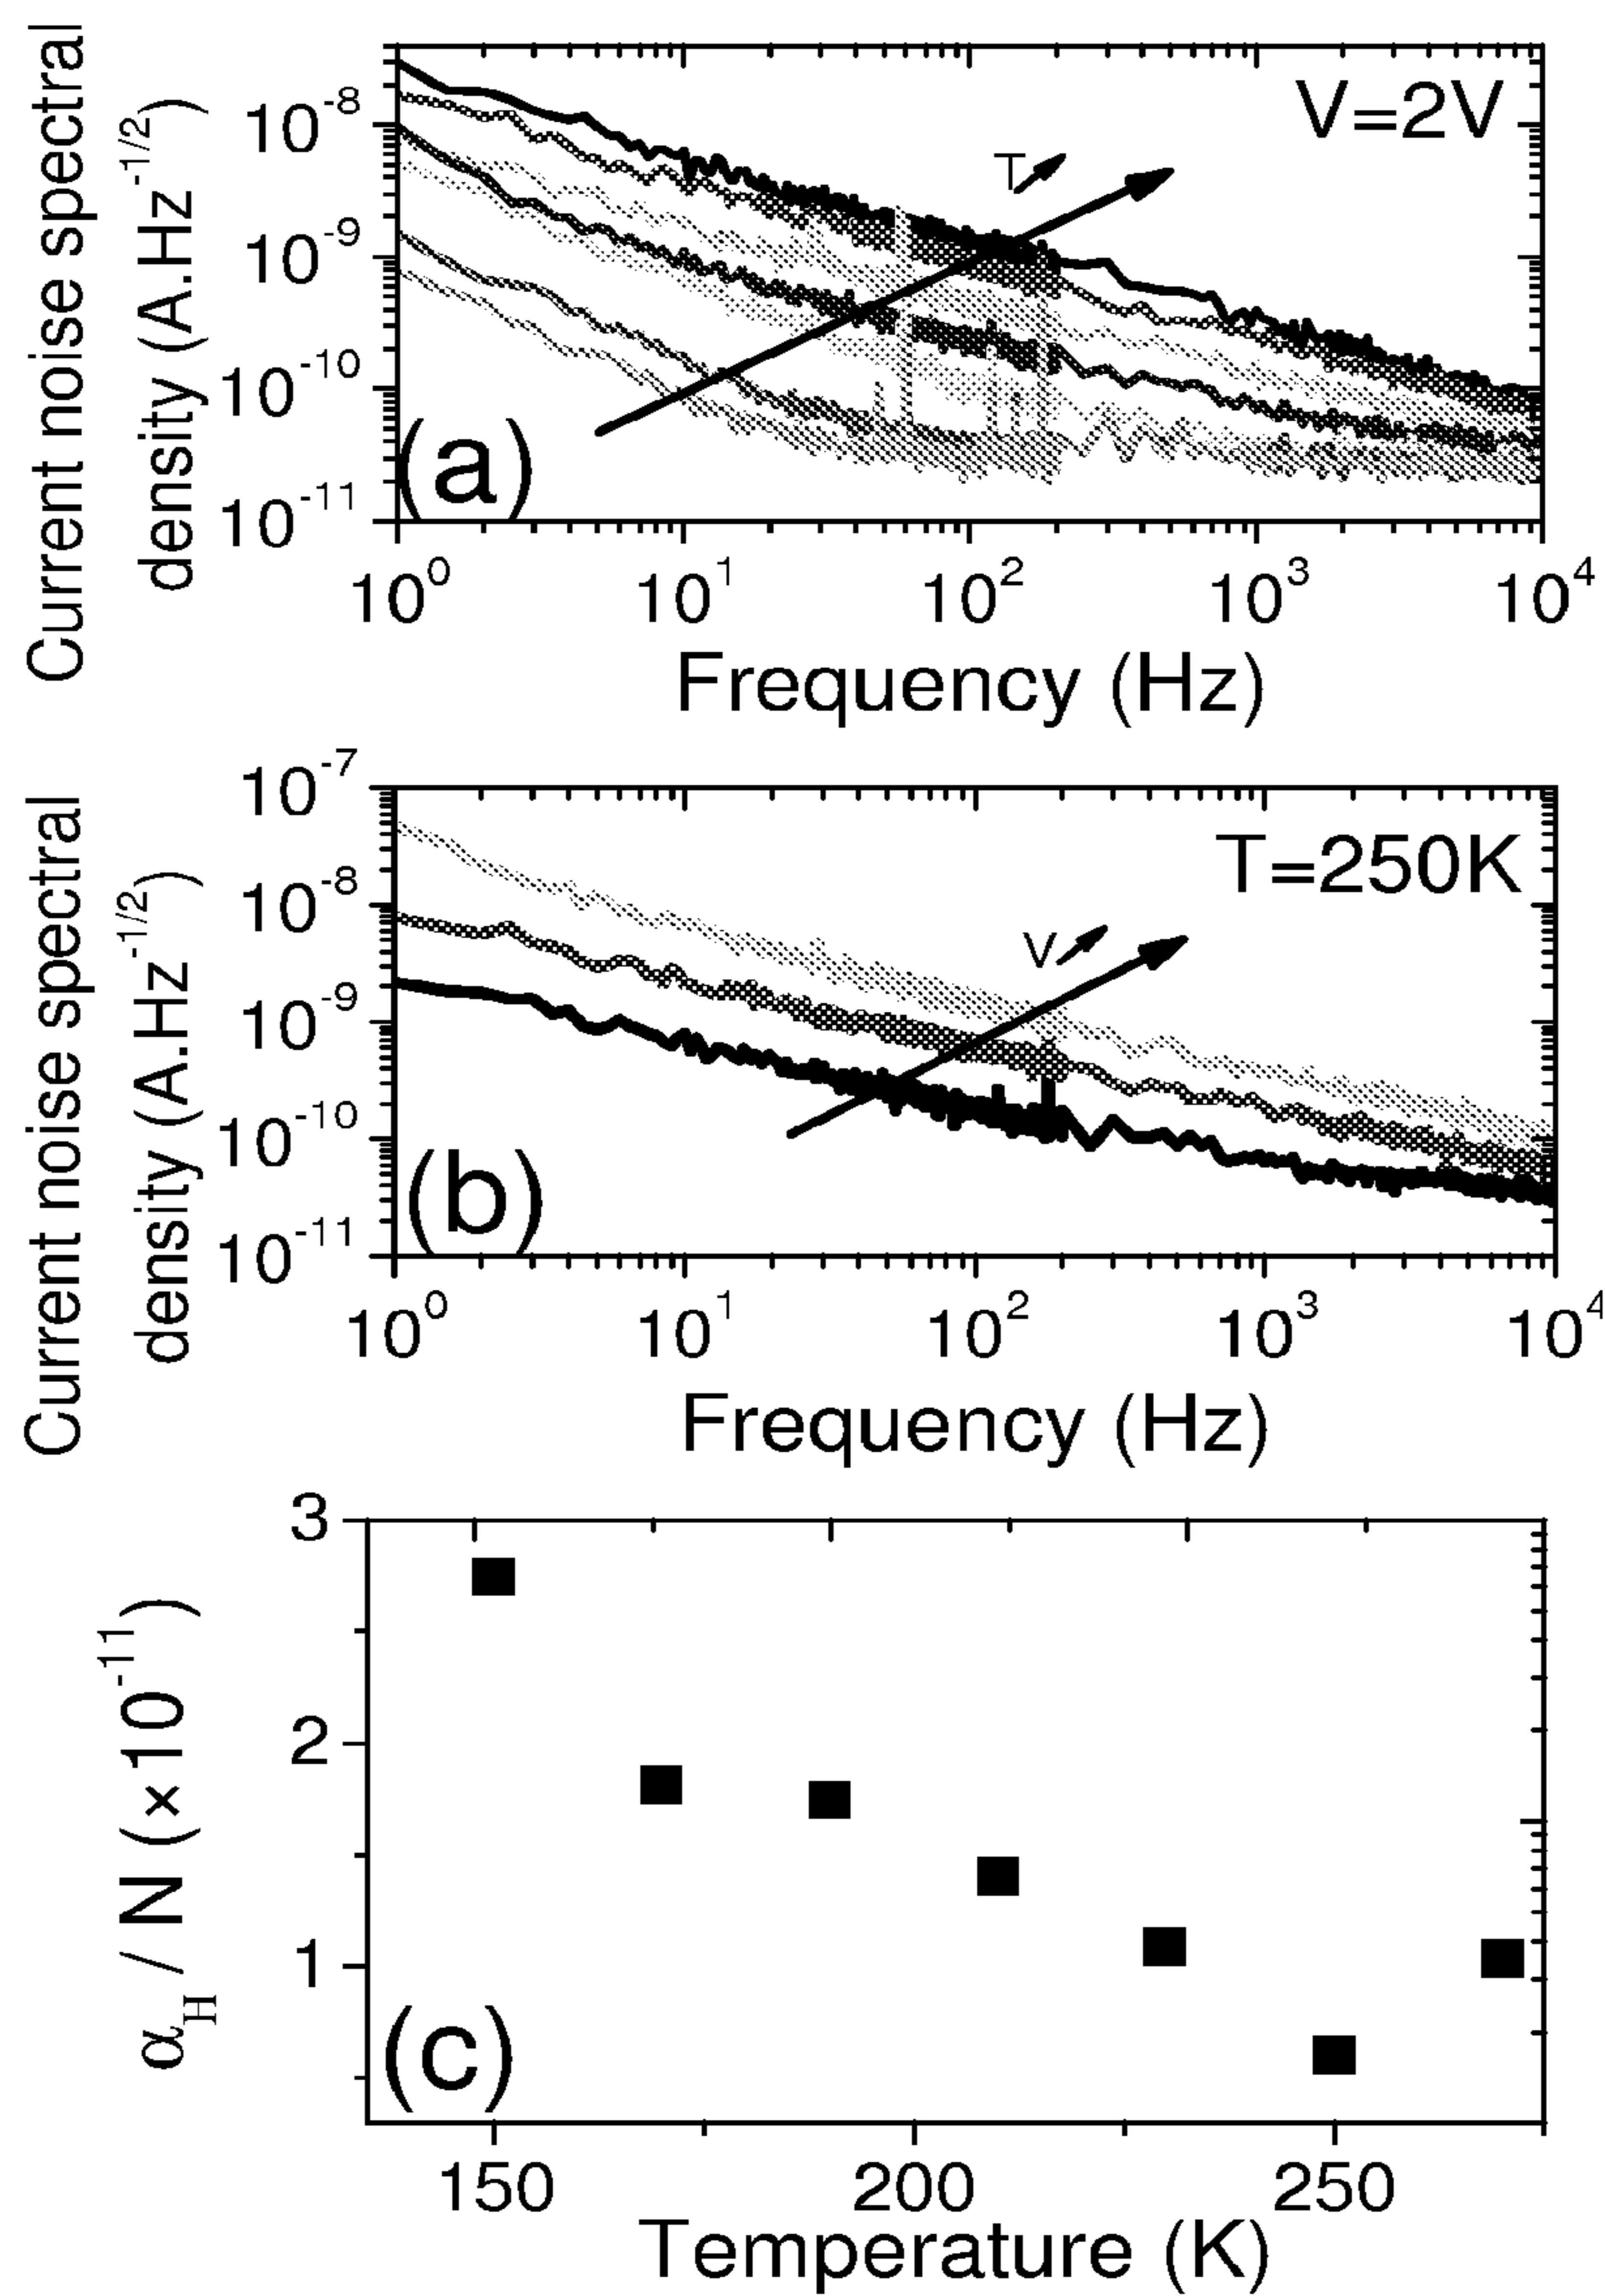 Current noise spectral
density (A.Hz^-1/2)
10^-8
10^-9
10^-10
10^-11
V=2V
T
(a)
10^0 10^1 10^2 10^3 10^4
Frequency (Hz)
Current noise spectral
density (A.Hz^-1/2)
10^-7
10^-8
10^-9
10^-10
10^-11
T=250K
V
(b)
10^0 10^1 10^2 10^3 10^4
Frequency (Hz)
α_H / N (×10^-11)
3
2
1
(c)
150 200 250
Temperature (K)